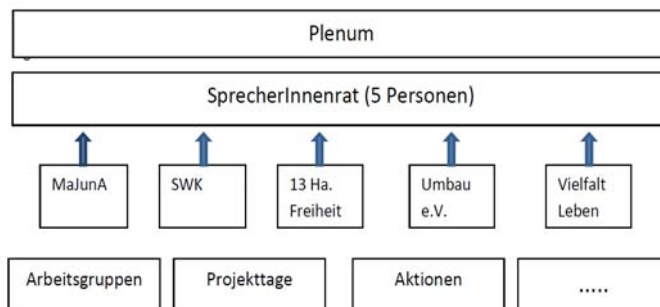 Plenum
SprecherInnenrat (5 Personen)
MaJunA
SWK
13 Ha.
Freiheit
Umbau
e.V.
Vielfalt
Leben
Arbeitsgruppen
Projekttage
Aktionen
.....